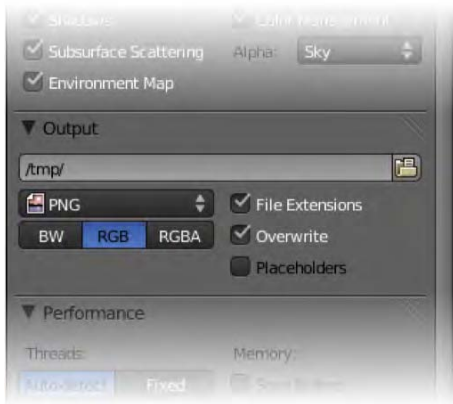 Shadows
Color Management
Subsurface Scattering
Alpha: Sky
Environment Map
Output
/tmp/
PNG
File Extensions
BW RGB RGBA
Overwrite
Placeholders
Performance
Threads: Memory:
Auto-detect Fixed